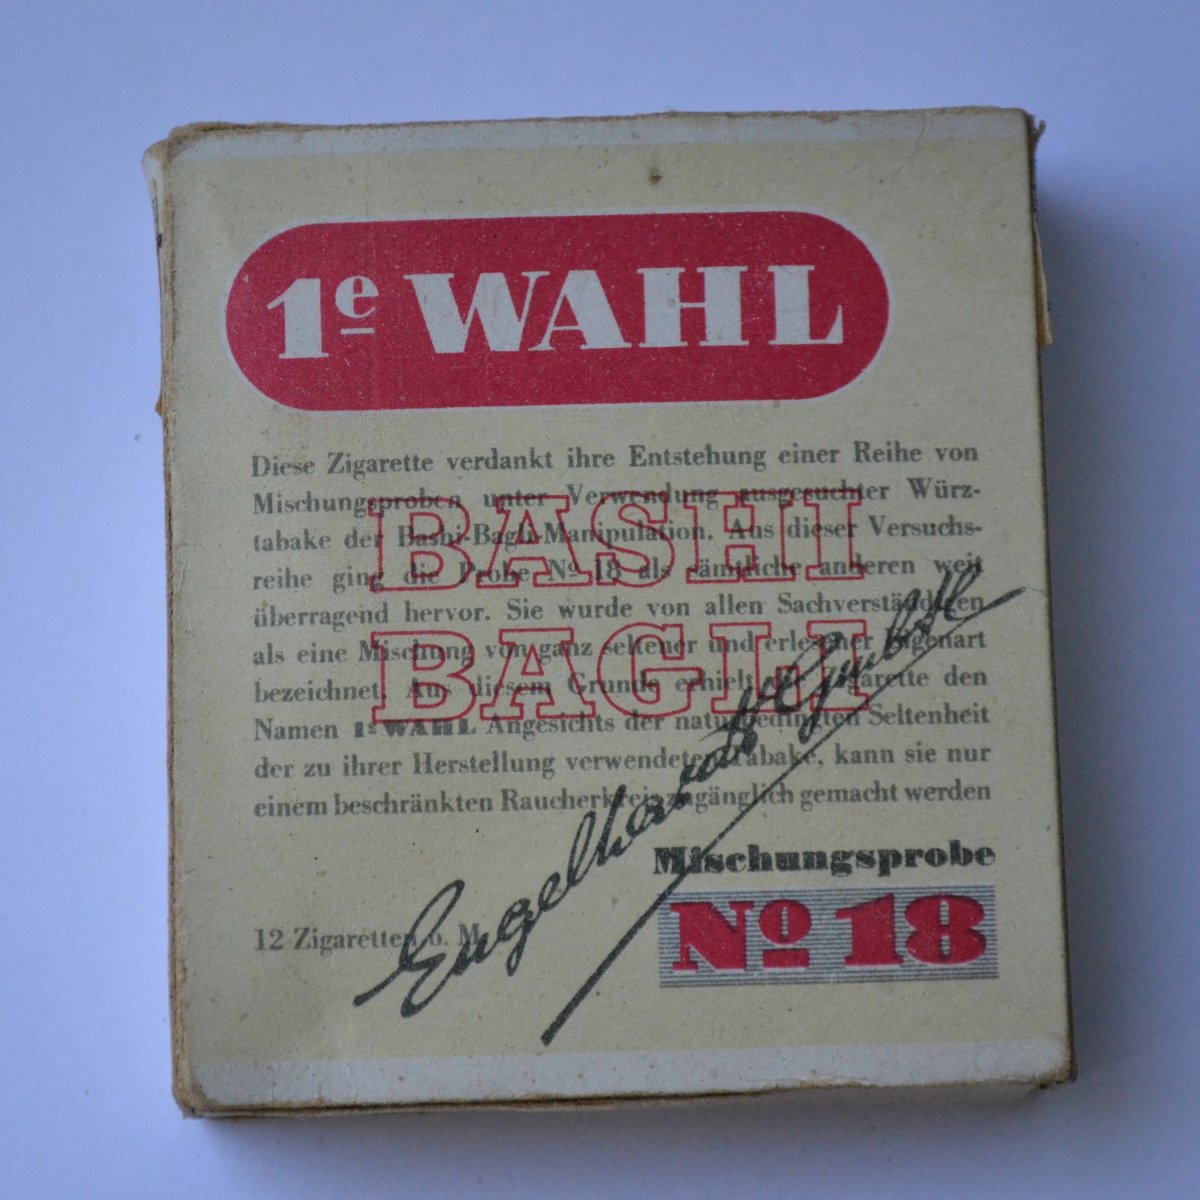 1e WAHL
Diese Zigarette verdankt ihre Entstehung einer Reihe von
Mischungsproben unter Verwendung ausgesuchter Würz-
tabake der Bashi-Bagli-Manipulation. Aus dieser Versuchs-
reihe ging die Probe No 18 als sämtliche anderen weit
überragend hervor. Sie wurde von allen Sachverständigen
als eine Mischung von ganz seltener und erlesener Eigenart
bezeichnet. Aus diesem Grunde erhielt die Zigarette den
Namen 1e WAHL Angesichts der naturbedingten Seltenheit
der zu ihrer Herstellung verwendeten Tabake, kann sie nur
einem beschränkten Raucherkreis zugänglich gemacht werden
BASHI
BAGLI
Engelhardt GmbH
Mischungsprobe
No 18
12 Zigaretten o. M.